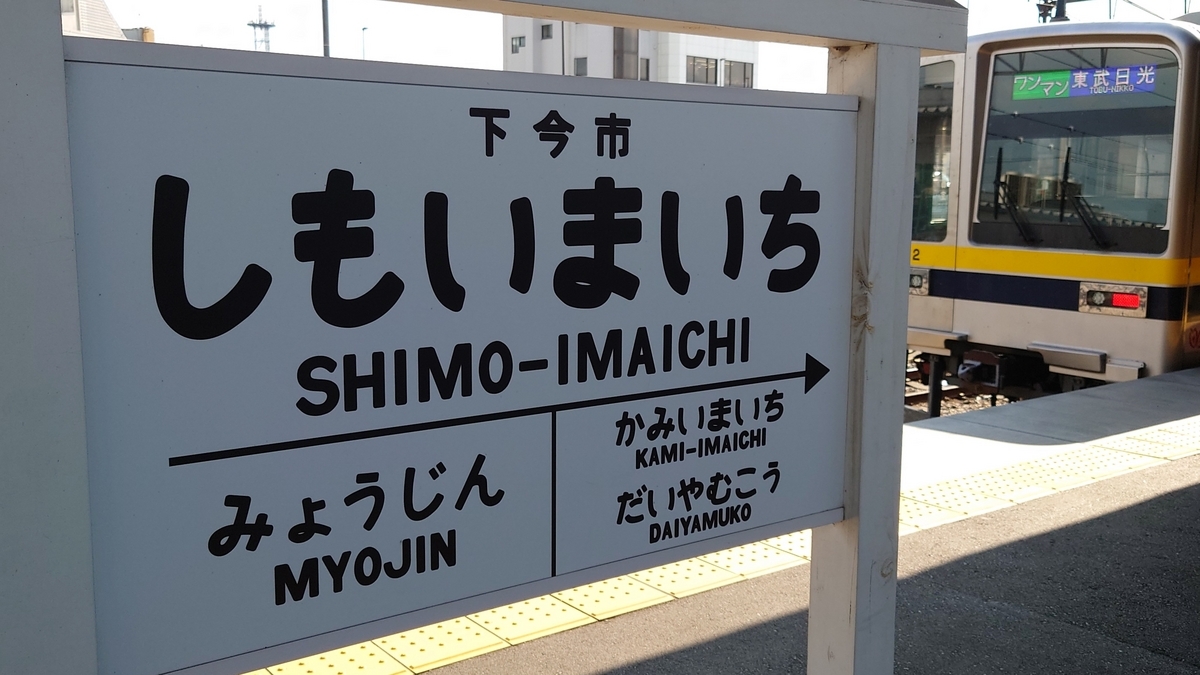 下今市
しもいまいち
SHIMO-IMAICHI
みょうじん
MYOJIN
かみいまいち
KAMI-IMAICHI
だいやむこう
DAIYAMUKO
ワンマン 東武日光
TOBU-NIKKO
2